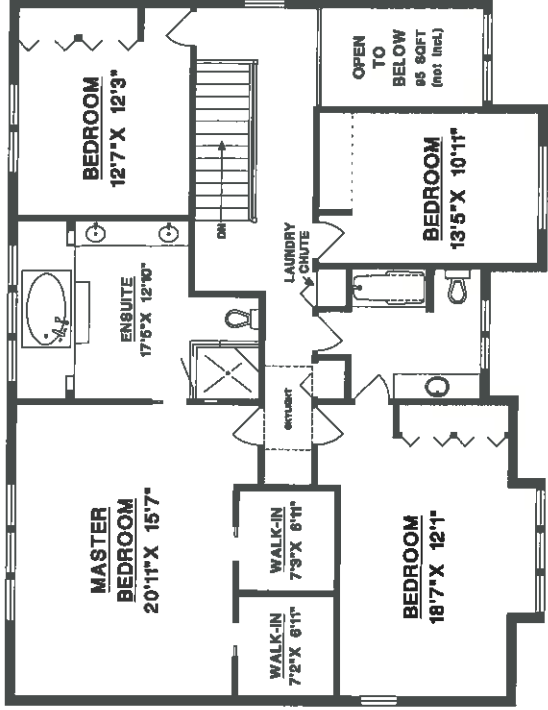 BEDROOM
12'7"X 12'3"
OPEN
TO
BELOW
95 SQFT
(not incl.)
BEDROOM
13'5"X 10'11"
DN
LAUNDRY
CHUTE
ENSUITE
17'5"X 12'10"
SKYLIGHT
MASTER
BEDROOM
20'11"X 15'7"
WALK-IN
7'3"X 6'11"
WALK-IN
7'2"X 6'11"
BEDROOM
18'7"X 12'1"